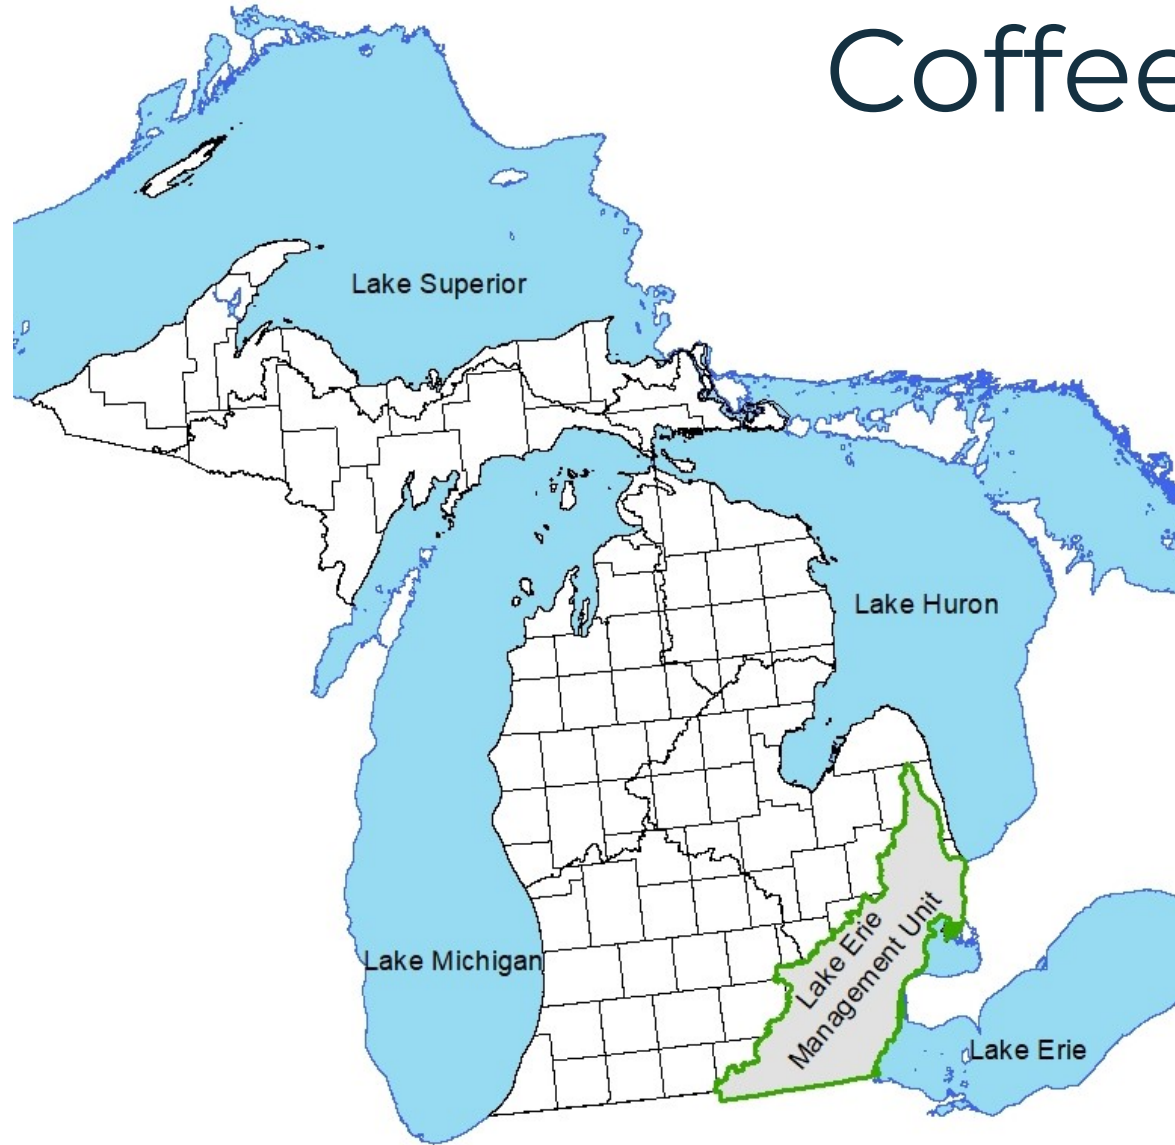 Coffee
Lake Superior
Lake Huron
Lake Michigan
Lake Erie
Management Unit
Lake Erie